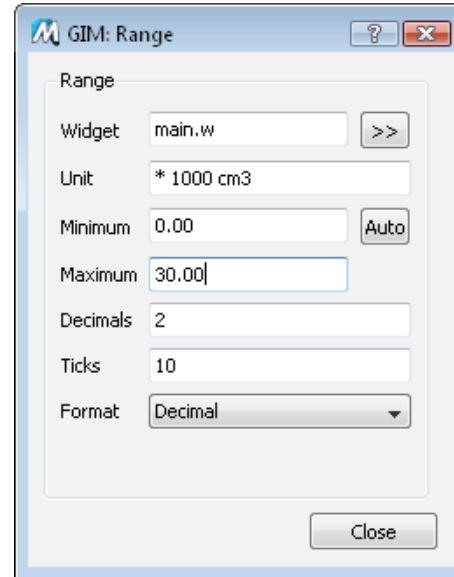 GIM: Range
Range
Widget main.w >>
Unit * 1000 cm3
Minimum 0.00 Auto
Maximum 30.00
Decimals 2
Ticks 10
Format Decimal
Close